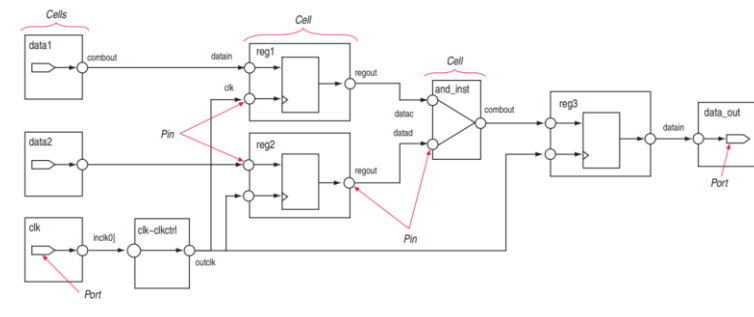 Cells
Cell
data1
combout
datain
reg1
clk
regout
Cell
and_inst
datac
datad
combout
reg3
datain
data_out
Port
Pin
data2
reg2
regout
Pin
clk
inclk0]
clk~clkctrl
outclk
Port